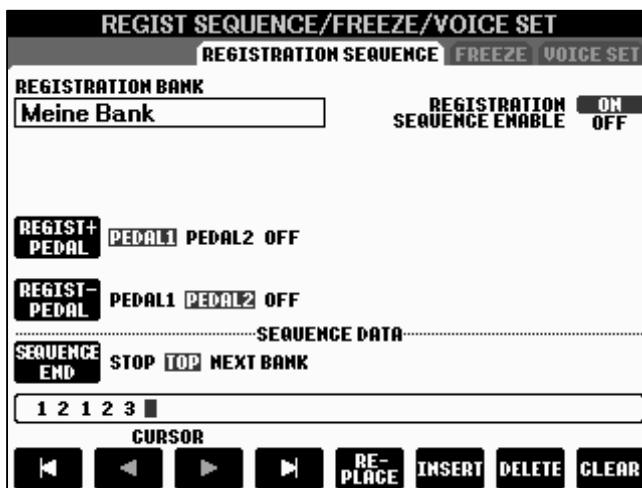 REGIST SEQUENCE/FREEZE/VOICE SET
REGISTRATION SEQUENCE FREEZE VOICE SET
REGISTRATION BANK
Meine Bank
REGISTRATION ON
SEQUENCE ENABLE OFF
REGIST+
PEDAL
PEDAL1 PEDAL2 OFF
REGIST-
PEDAL
PEDAL1 PEDAL2 OFF
SEQUENCE DATA
SEQUENCE
END
STOP TOP NEXT BANK
1 2 1 2 3
CURSOR
RE-
PLACE
INSERT DELETE CLEAR